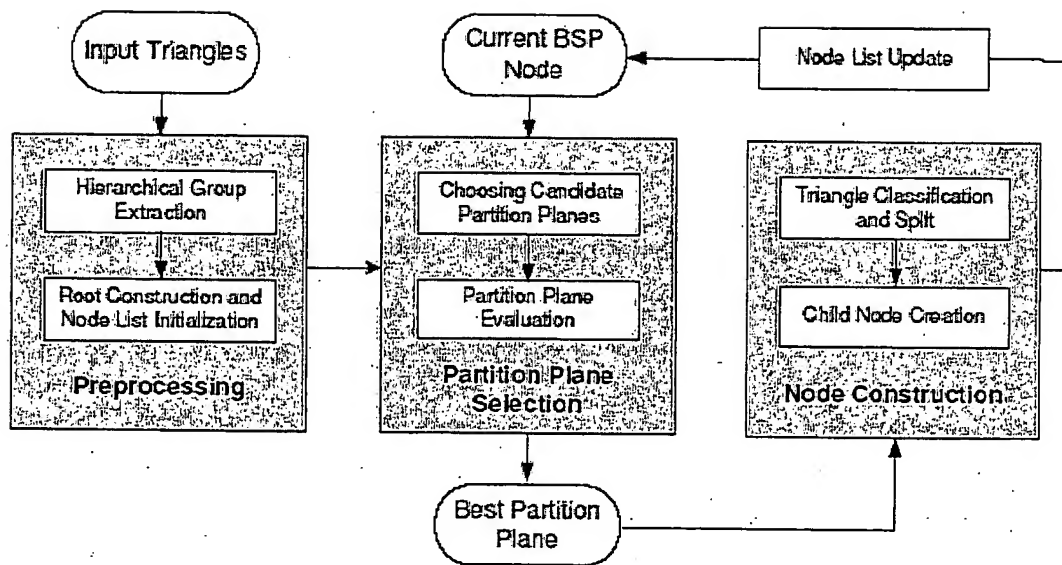 Input Triangles
Current BSP
Node
Node List Update
Hierarchical Group
Extraction
Root Construction and
Node List Initialization
Preprocessing
Choosing Candidate
Partition Planes
Partition Plane
Evaluation
Partition Plane
Selection
Triangle Classification
and Split
Child Node Creation
Node Construction
Best Partition
Plane